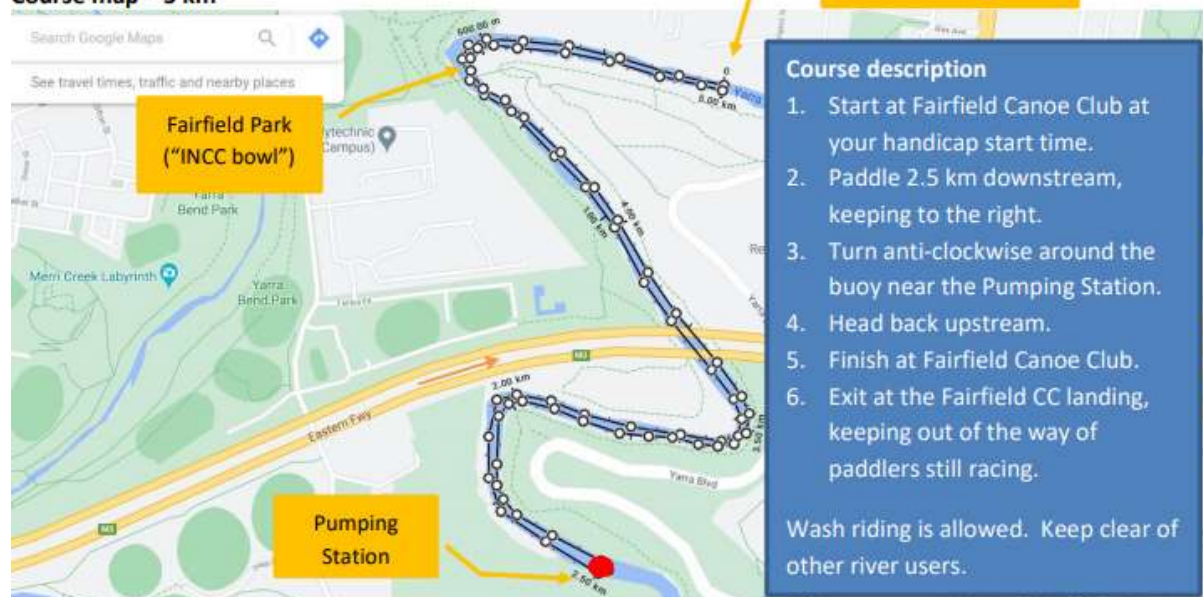 Course map – 5 km
Search Google Maps
See travel times, traffic and nearby places
Fairfield Park
("INCC bowl")
ytechnic
Campus)
Yarra
Bend Park
Merri Creek Labyrinth
Yarra
Bend Park
Eastern Fwy
M3
M3
Yarra
Yarra Blvd
500.00 m
0
5.00 km
4.00 km
1.00 km
1.50 km
2.00 km
2.50 km
Pumping
Station
Course description
1. Start at Fairfield Canoe Club at
your handicap start time.
2. Paddle 2.5 km downstream,
keeping to the right.
3. Turn anti-clockwise around the
buoy near the Pumping Station.
4. Head back upstream.
5. Finish at Fairfield Canoe Club.
6. Exit at the Fairfield CC landing,
keeping out of the way of
paddlers still racing.
Wash riding is allowed. Keep clear of
other river users.